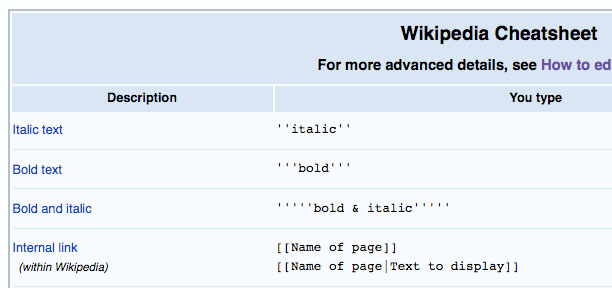 Wikipedia Cheatsheet
For more advanced details, see How to ed
Description You type
Italic text ''italic''
Bold text '''bold'''
Bold and italic '''''bold & italic'''''
Internal link [[Name of page]]
(within Wikipedia) [[Name of page|Text to display]]